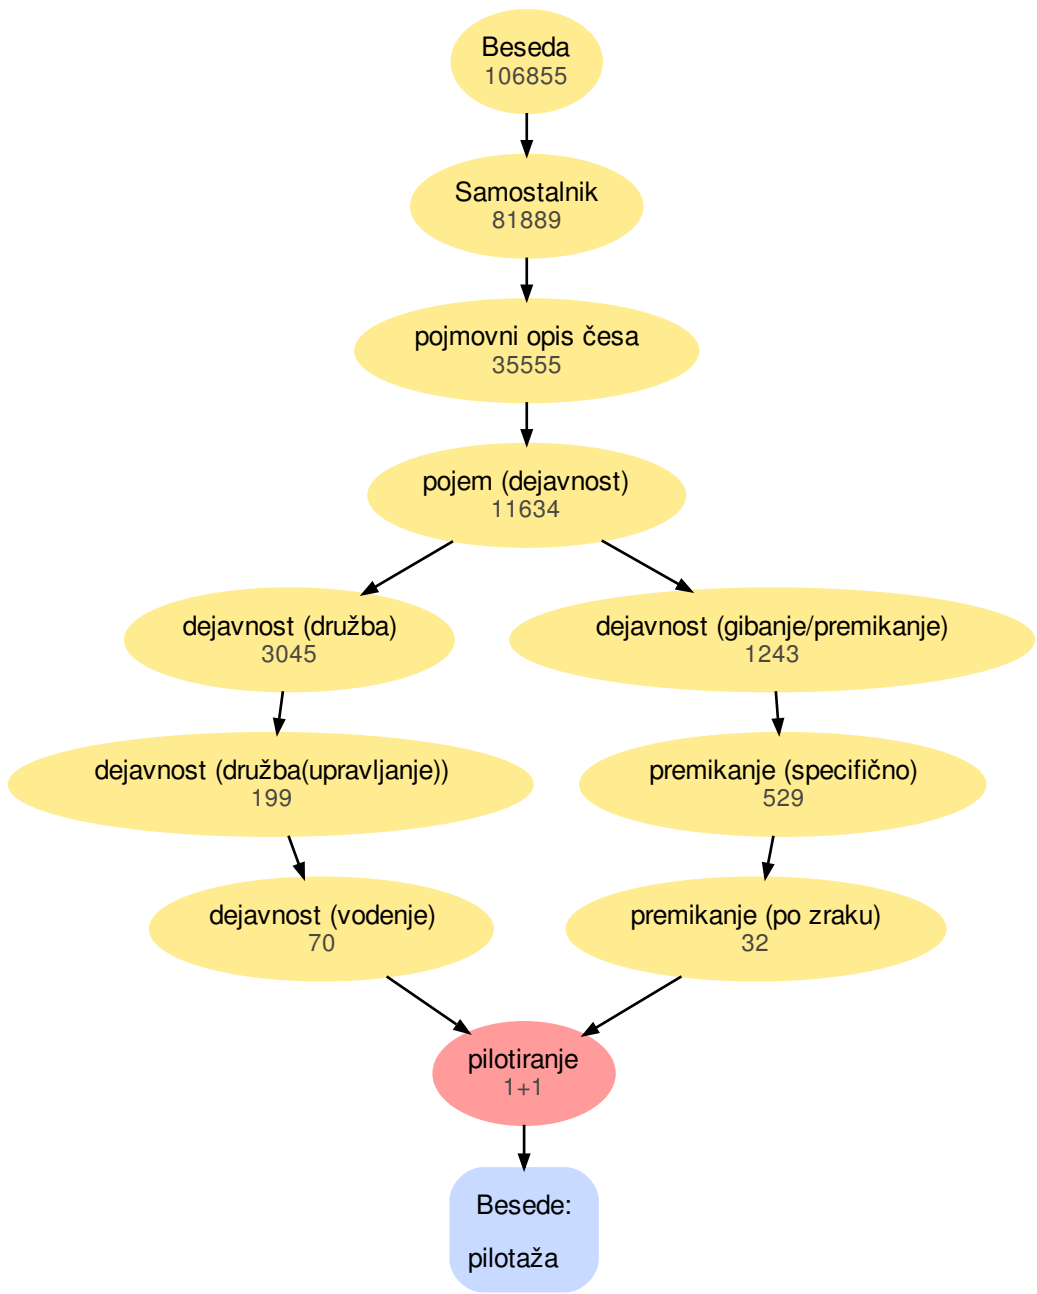 Beseda
106855
Samostalnik
81889
pojmovni opis česa
35555
pojem (dejavnost)
11634
dejavnost (družba)
3045
dejavnost (gibanje/premikanje)
1243
dejavnost (družba(upravljanje))
199
premikanje (specifično)
529
dejavnost (vodenje)
70
premikanje (po zraku)
32
pilotiranje
1+1
Besede:
pilotaža